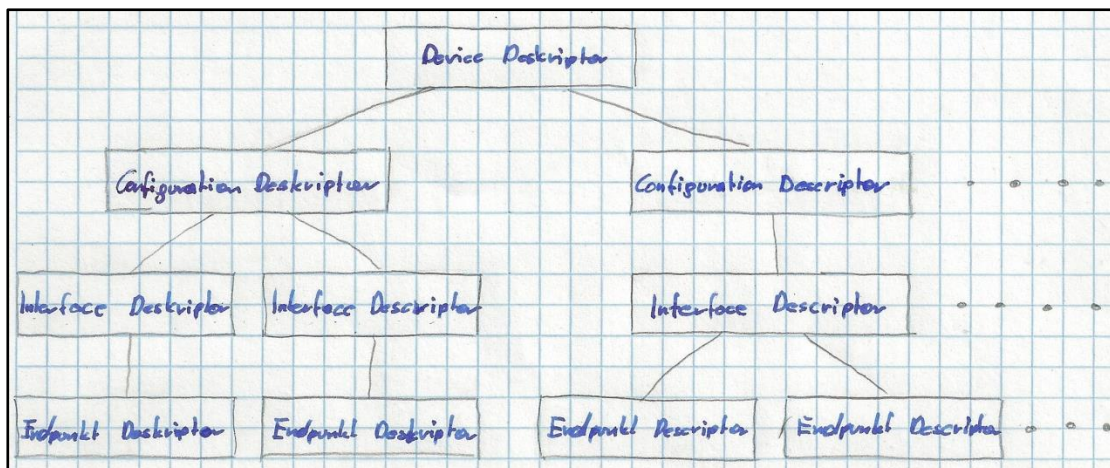 Device Deskriptor
Configuration Deskriptor Configuration Descriptor
Interface Deskriptor Interface Descriptor Interface Descriptor
Endpunkt Deskriptor Endpunkt Deskriptor Endpunkt Descriptor Endpunkt Descriptor